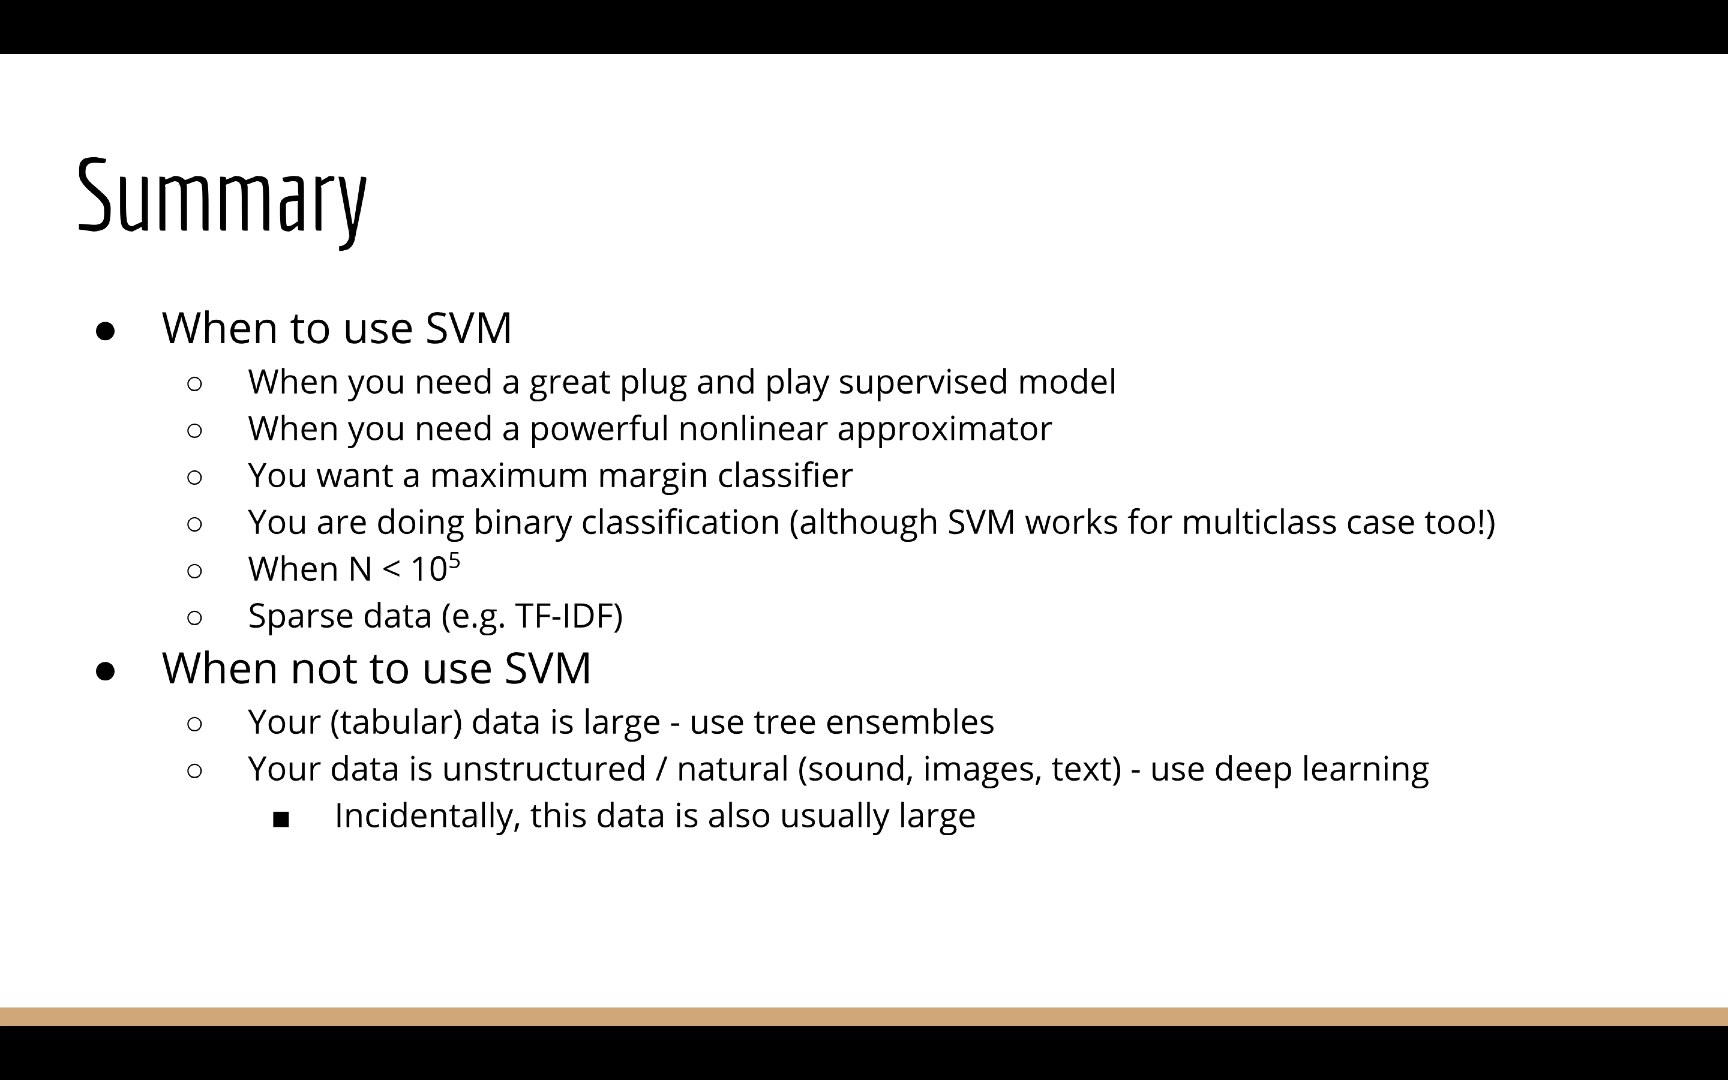 Summary
● When to use SVM
○ When you need a great plug and play supervised model
○ When you need a powerful nonlinear approximator
○ You want a maximum margin classifier
○ You are doing binary classification (although SVM works for multiclass case too!)
○ When N < 10⁵
○ Sparse data (e.g. TF-IDF)
● When not to use SVM
○ Your (tabular) data is large - use tree ensembles
○ Your data is unstructured / natural (sound, images, text) - use deep learning
■ Incidentally, this data is also usually large